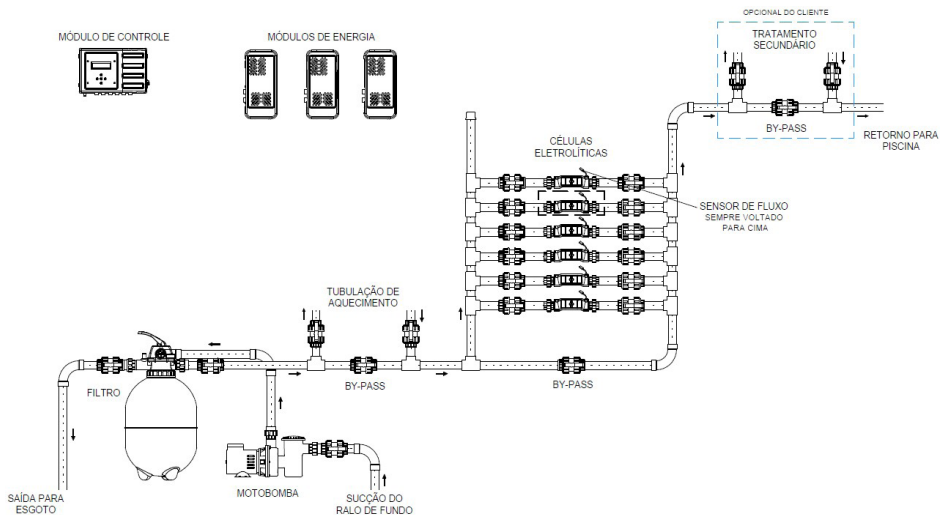 OPCIONAL DO CLIENTE
MÓDULO DE CONTROLE
MÓDULOS DE ENERGIA
TRATAMENTO
SECUNDÁRIO
BY-PASS
RETORNO PARA
PISCINA
CÉLULAS
ELETROLÍTICAS
SENSOR DE FLUXO
SEMPRE VOLTADO
PARA CIMA
TUBULAÇÃO DE
AQUECIMENTO
FILTRO
BY-PASS
BY-PASS
SAÍDA PARA
ESGOTO
MOTOBOMBA
SUCÇÃO DO
RALO DE FUNDO